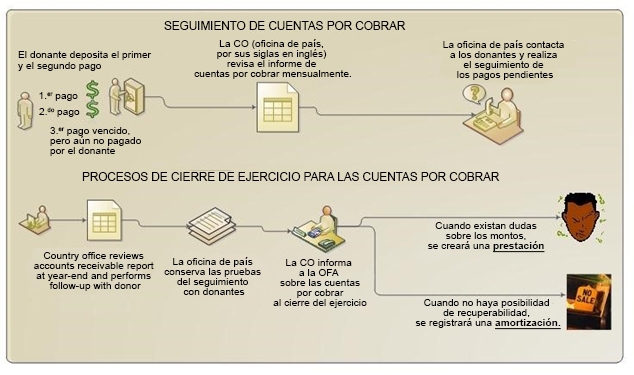 SEGUIMIENTO DE CUENTAS POR COBRAR
El donante deposita el primer
y el segundo pago
1.er pago
2.do pago
3.er pago vencido,
pero aún no pagado
por el donante
La CO (oficina de país,
por sus siglas en inglés)
revisa el informe de
cuentas por cobrar mensualmente.
La oficina de país contacta
a los donantes y realiza
el seguimiento de
los pagos pendientes
PROCESOS DE CIERRE DE EJERCICIO PARA LAS CUENTAS POR COBRAR
Country office reviews
accounts receivable report
at year-end and performs
follow-up with donor
La oficina de país
conserva las pruebas
del seguimiento
con donantes
La CO informa
a la OFA
sobre las cuentas
por cobrar
al cierre del ejercicio
Cuando existan dudas
sobre los montos,
se creará una prestación
Cuando no haya posibilidad
de recuperabilidad,
se registrará una amortización.
NO
SALE